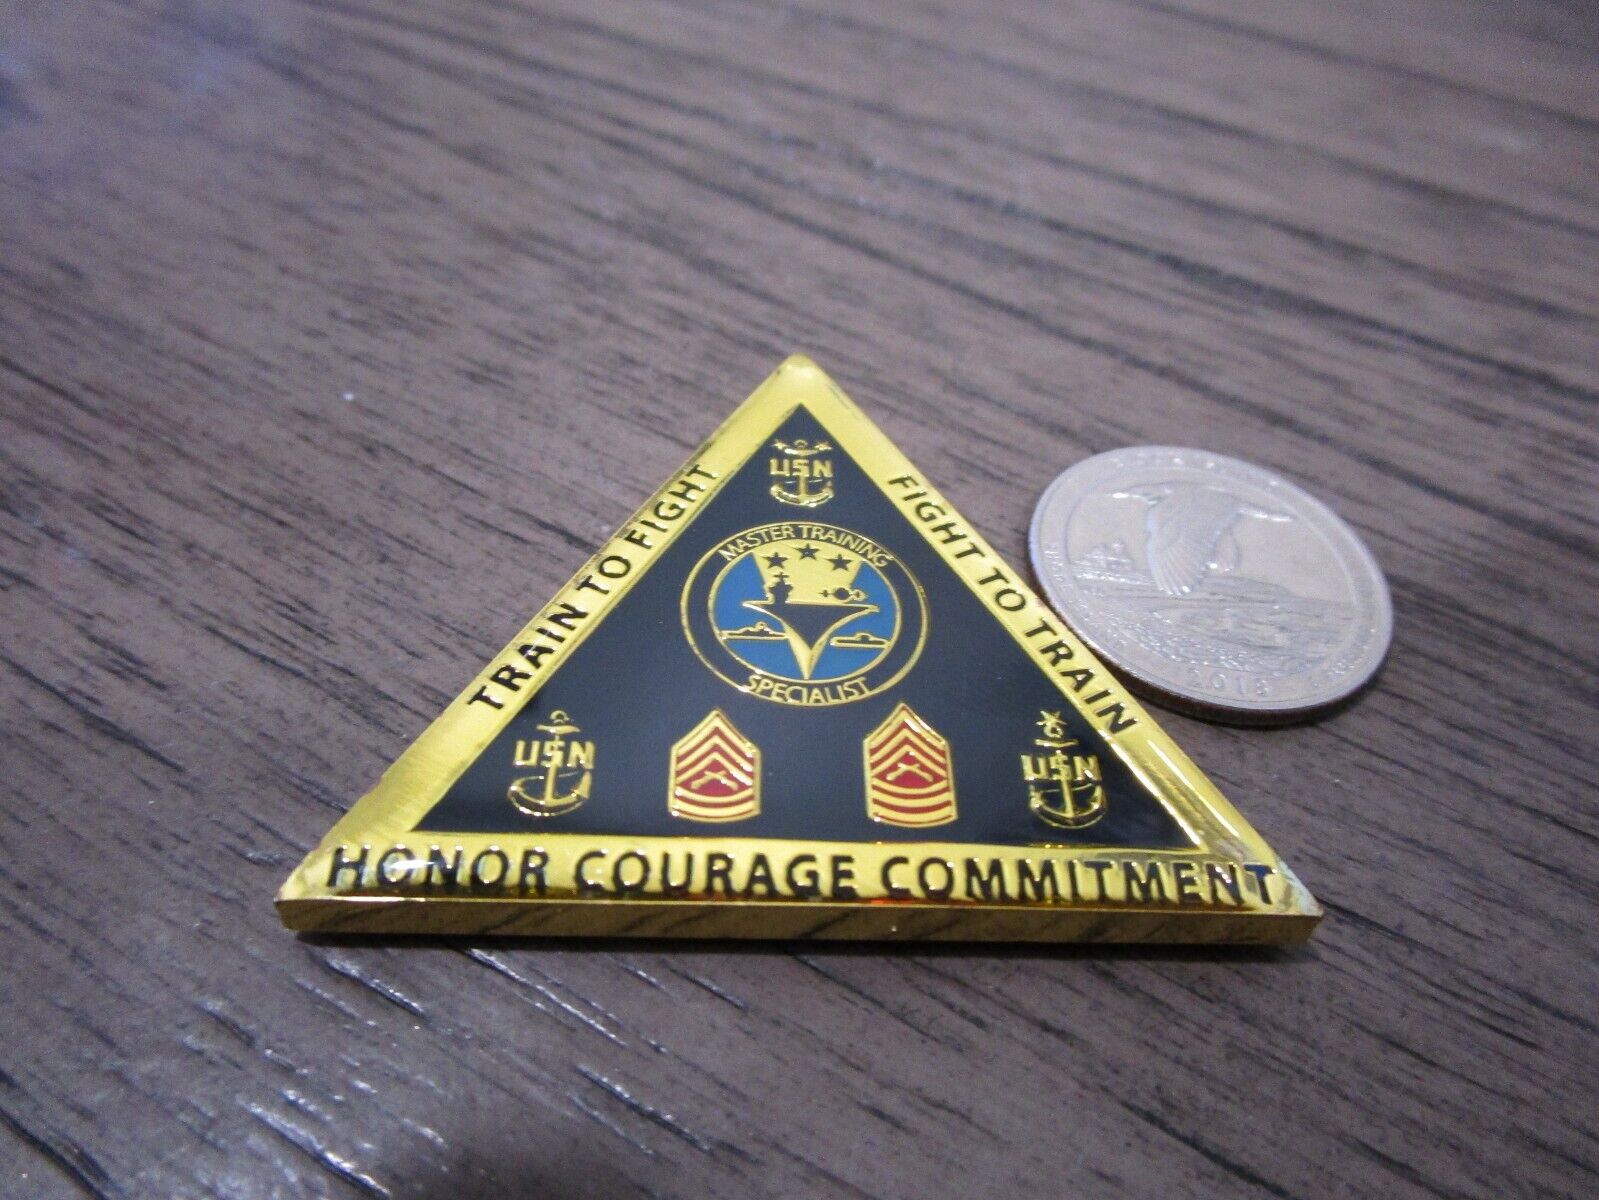 USN
MASTER TRAINING
SPECIALIST
TRAIN TO FIGHT
FIGHT TO TRAIN
USN
USN
HONOR COURAGE COMMITMENT
2018